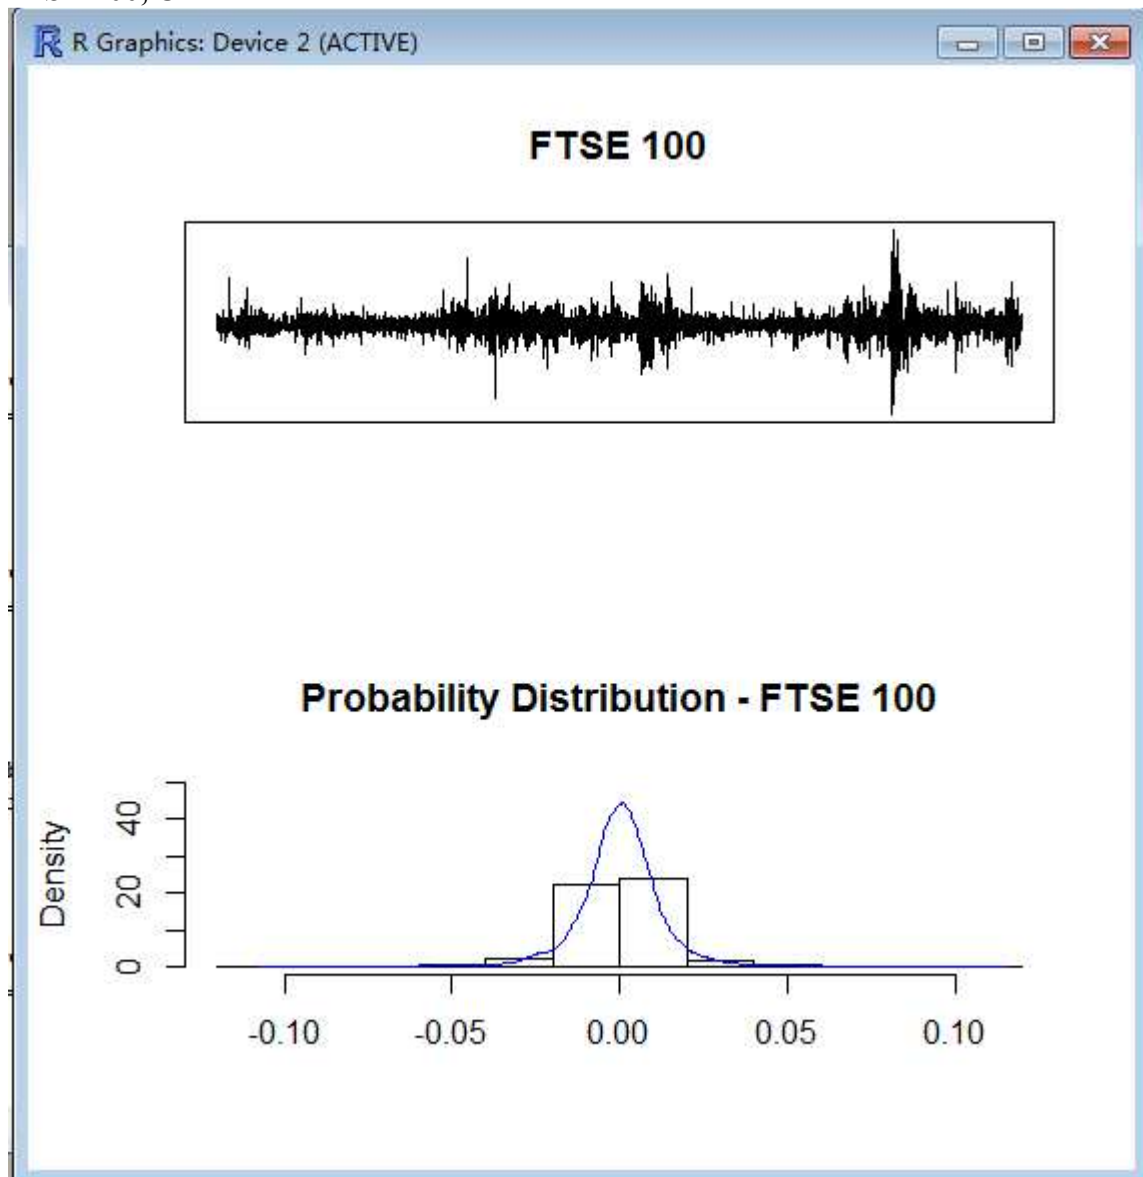 R Graphics: Device 2 (ACTIVE)
FTSE 100
Probability Distribution - FTSE 100
Density
0 20 40
-0.10 -0.05 0.00 0.05 0.10